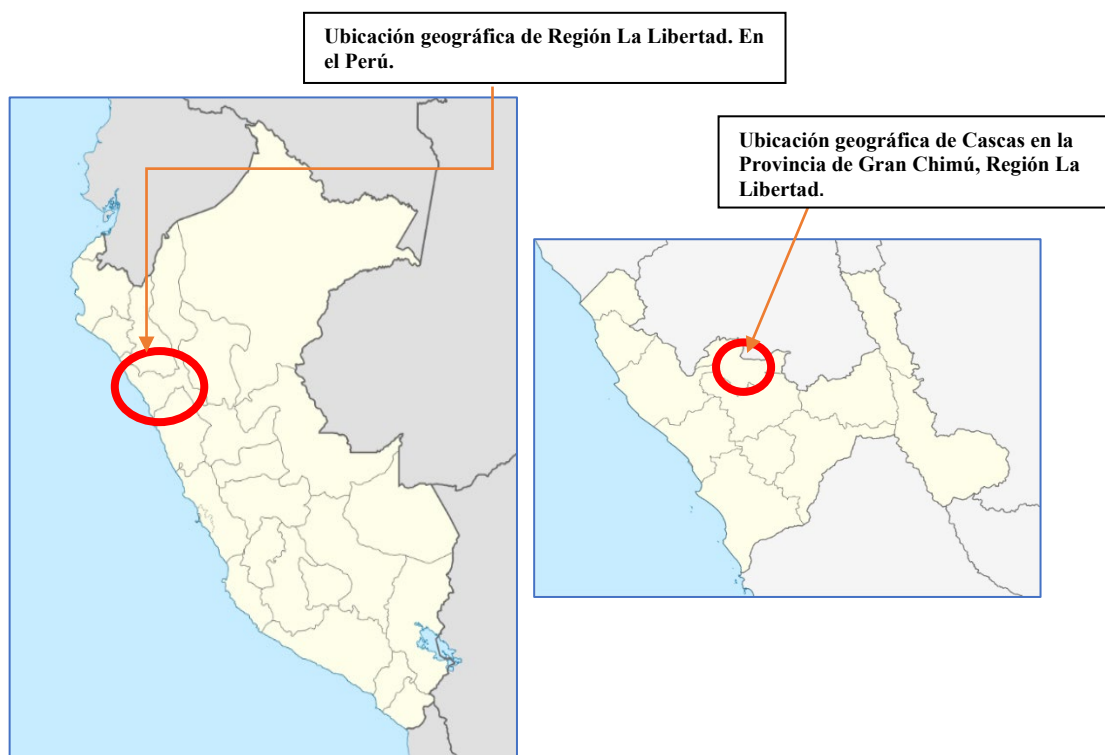 Ubicación geográfica de Región La Libertad. En
el Perú.
Ubicación geográfica de Cascas en la
Provincia de Gran Chimú, Región La
Libertad.